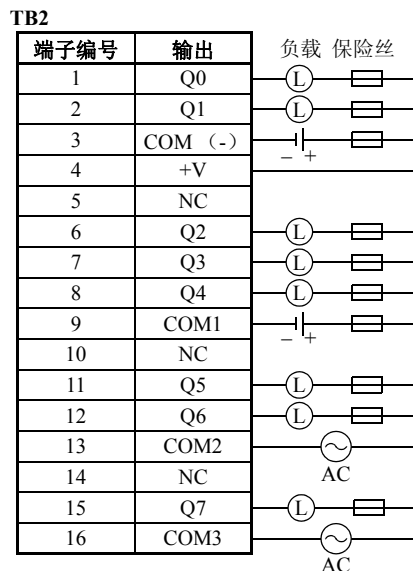 TB2
端子编号 输出 负载 保险丝
1 Q0 L
2 Q1 L
3 COM （-） – +
4 +V
5 NC
6 Q2 L
7 Q3 L
8 Q4 L
9 COM1 – +
10 NC
11 Q5 L
12 Q6 L
13 COM2
AC
14 NC
15 Q7 L
16 COM3
AC